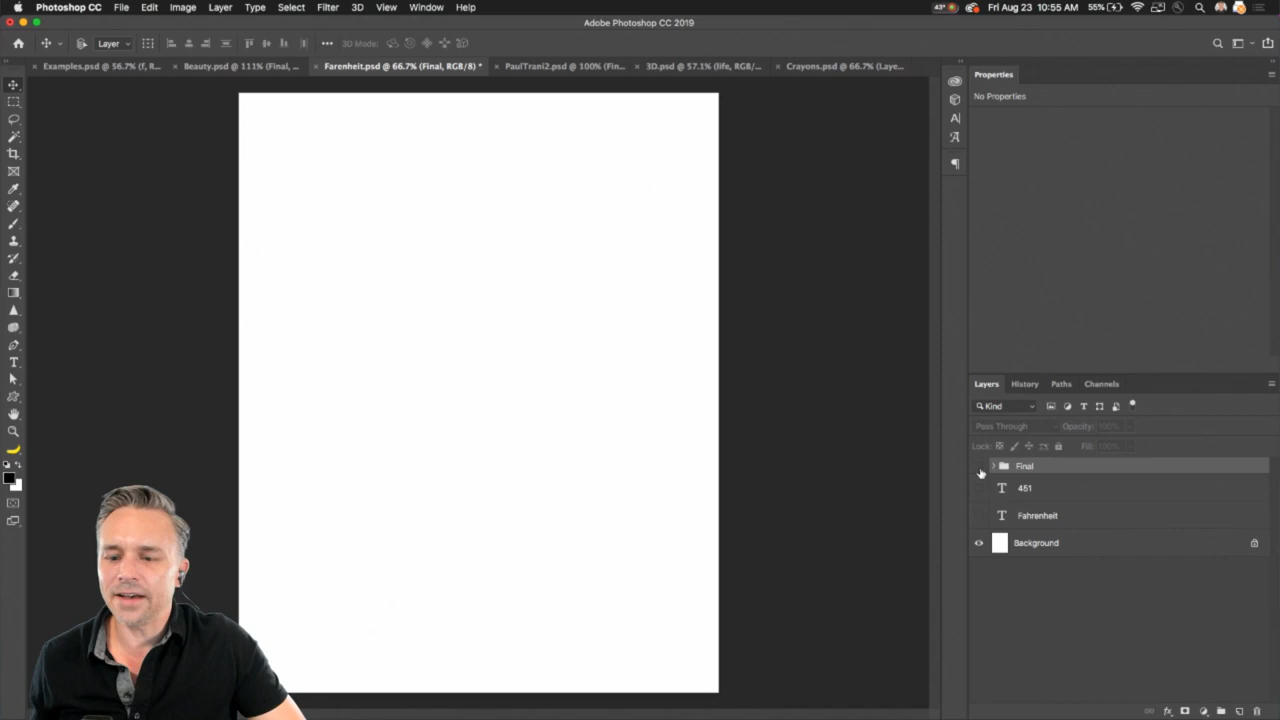 Photoshop CC File Edit Image Layer Type Select Filter 3D View Window Help 43° Fri Aug 23 10:55 AM 55%
Adobe Photoshop CC 2019
Layer 3D Mode:
Examples.psd @ 56.7% (f, R... Beauty.psd @ 111% (Final, ... Farenheit.psd @ 66.7% (Final, RGB/8) * PaulTrani2.psd @ 100% (Fin... 3D.psd @ 57.1% (life, RGB/... Crayons.psd @ 66.7% (Laye...
Properties
No Properties
Layers History Paths Channels
Kind
Pass Through Opacity: 100%
Lock: Fill: 100%
Final
451
Fahrenheit
Background